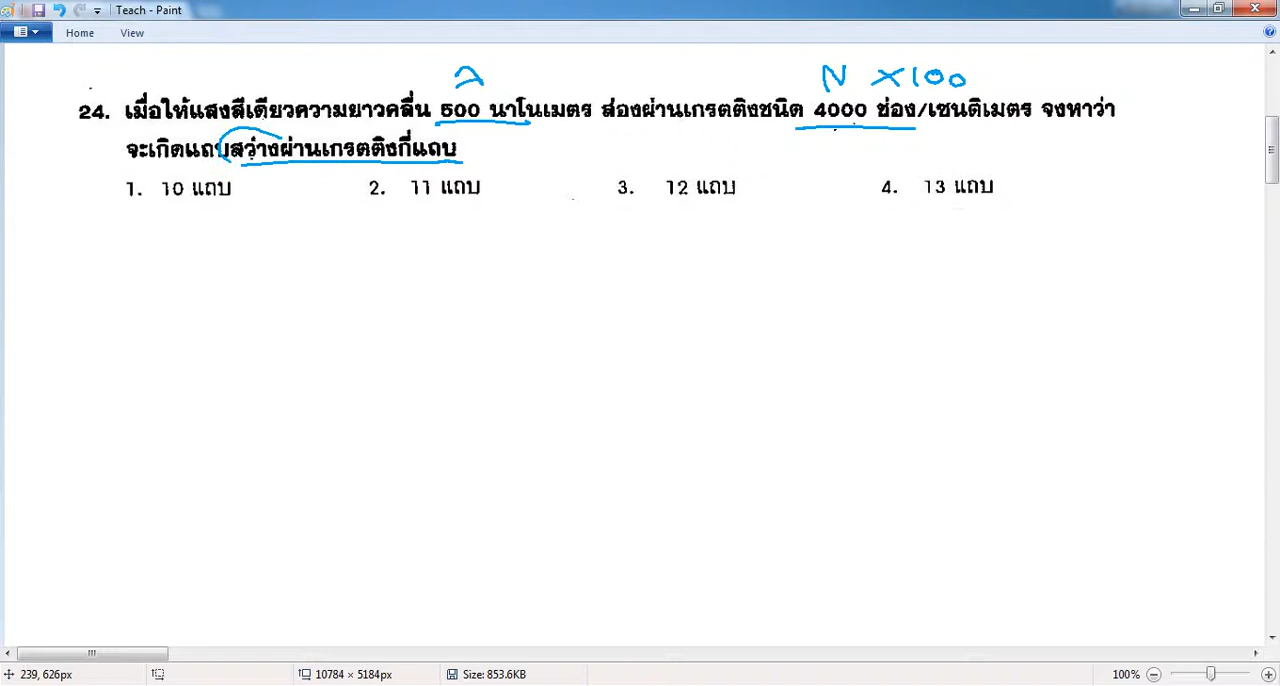 Teach - Paint
Home View
λ N ×100
24. เมื่อให้แสงสีเดียวความยาวคลื่น 500 นาโนเมตร ส่องผ่านเกรตติงชนิด 4000 ช่อง/เซนติเมตร จงหาว่า
จะเกิดแถบสว่างผ่านเกรตติงกี่แถบ
1. 10 แถบ 2. 11 แถบ 3. 12 แถบ 4. 13 แถบ
239, 626px 10784 × 5184px Size: 853.6KB 100%